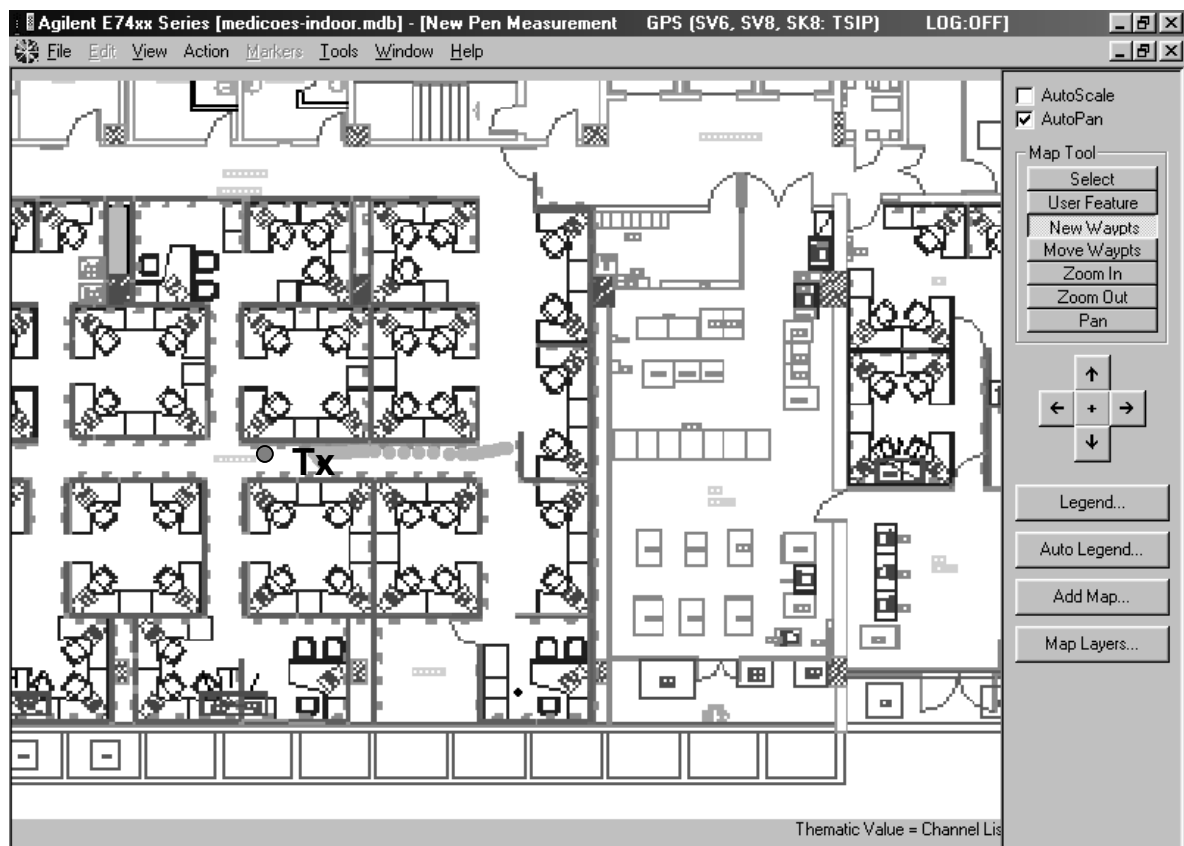 Agilent E74xx Series [medicoes-indoor.mdb] - [New Pen Measurement GPS (SV6, SV8, SK8: TSIP) LOG:OFF]
File Edit View Action Markers Tools Window Help
AutoScale
AutoPan
Map Tool
Select
User Feature
New Waypts
Move Waypts
Zoom In
Zoom Out
Pan
Tx
Legend...
Auto Legend...
Add Map...
Map Layers...
Thematic Value = Channel Lis